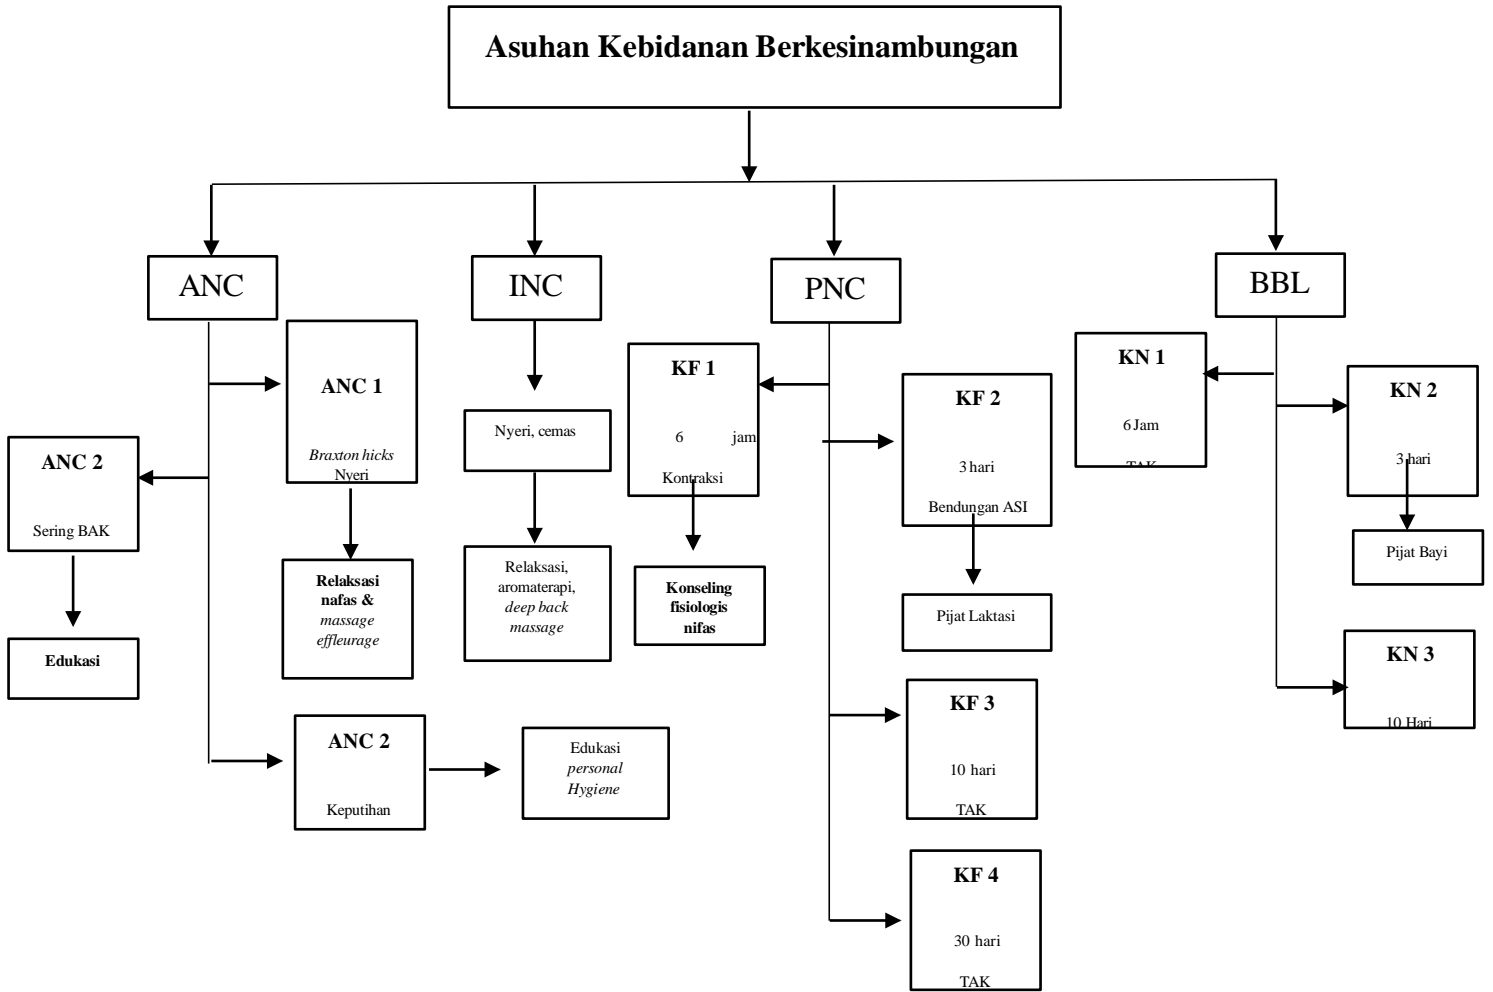 Asuhan Kebidanan Berkesinambungan
ANC
INC
PNC
BBL
ANC 1
Braxton hicks
Nyeri
ANC 2
Sering BAK
Edukasi
Relaksasi
nafas &
massage
effleurage
ANC 2
Keputihan
Edukasi
personal
Hygiene
Nyeri, cemas
Relaksasi,
aromaterapi,
deep back
massage
KF 1
6 jam
Kontraksi
Konseling
fisiologis
nifas
KF 2
3 hari
Bendungan ASI
Pijat Laktasi
KF 3
10 hari
TAK
KF 4
30 hari
TAK
KN 1
6 Jam
TAK
KN 2
3 hari
Pijat Bayi
KN 3
10 Hari